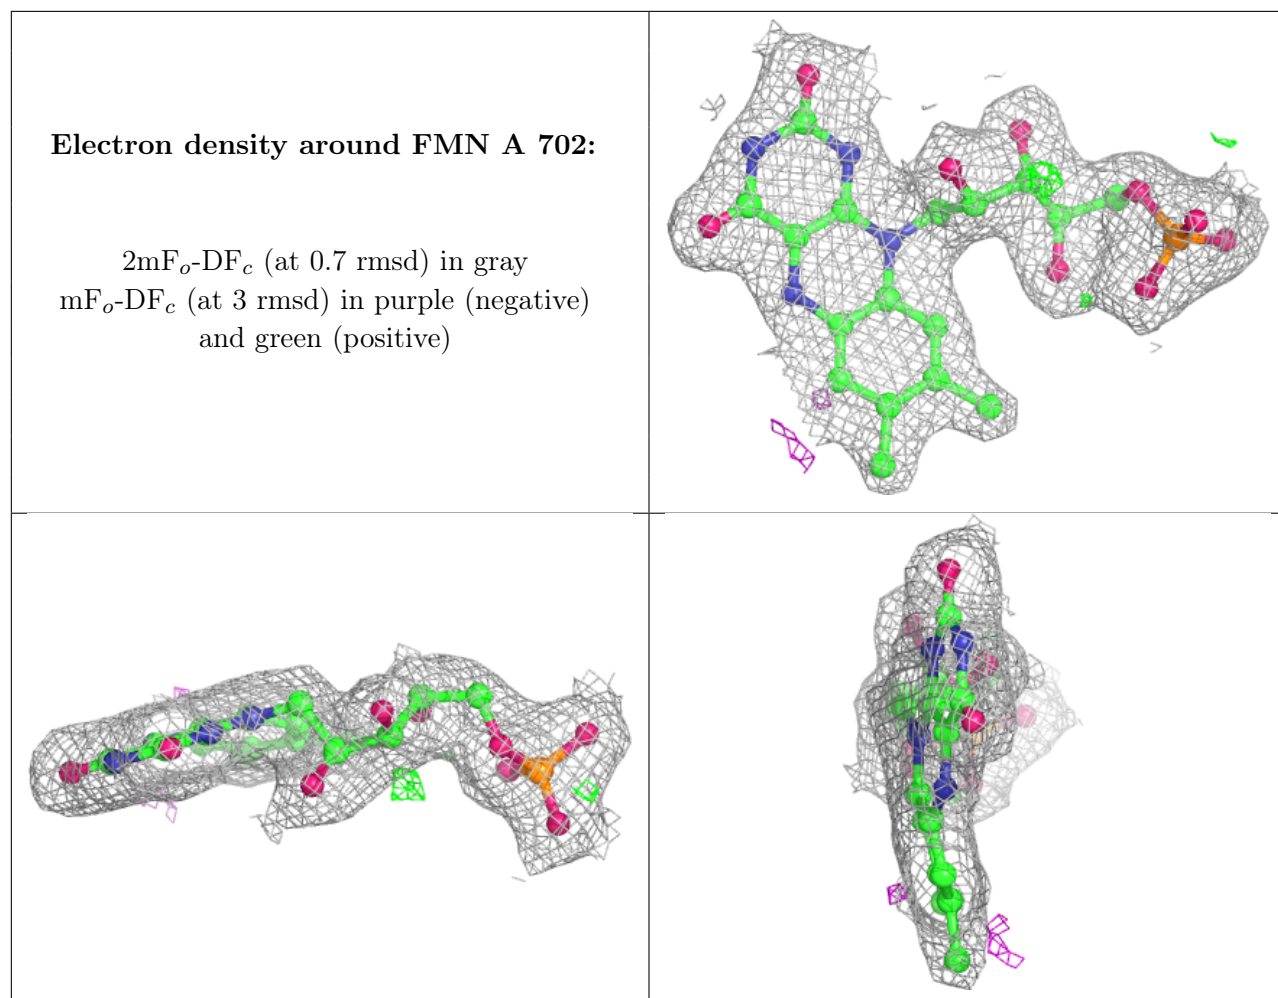 Electron density around FMN A 702:
2mFₒ-DF𝒸 (at 0.7 rmsd) in gray
mFₒ-DF𝒸 (at 3 rmsd) in purple (negative)
and green (positive)